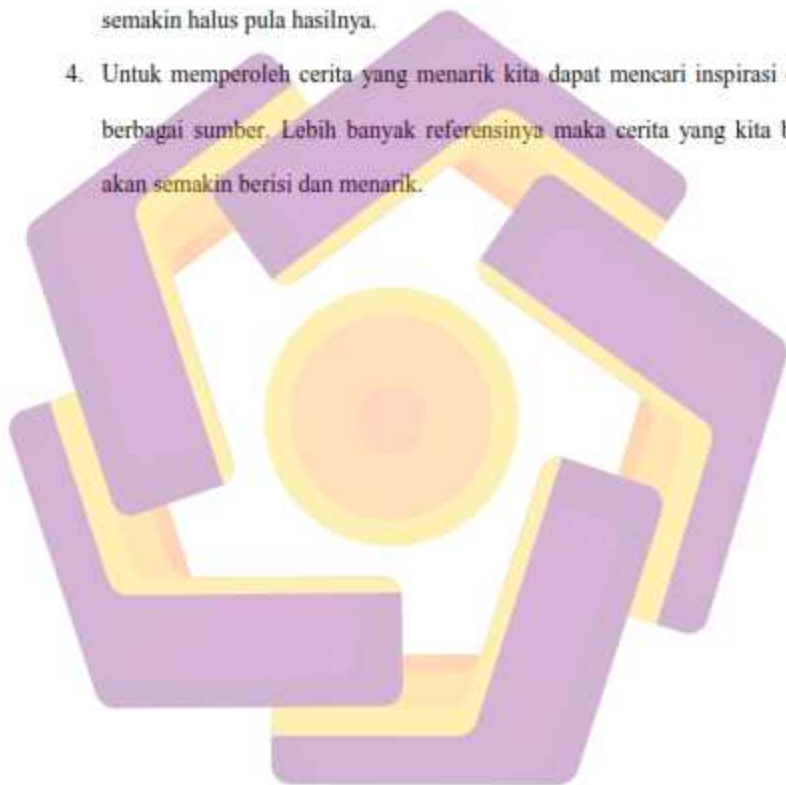 semakin halus pula hasilnya.
4. Untuk memperoleh cerita yang menarik kita dapat mencari inspirasi
berbagai sumber. Lebih banyak referensinya maka cerita yang kita
akan semakin berisi dan menarik.